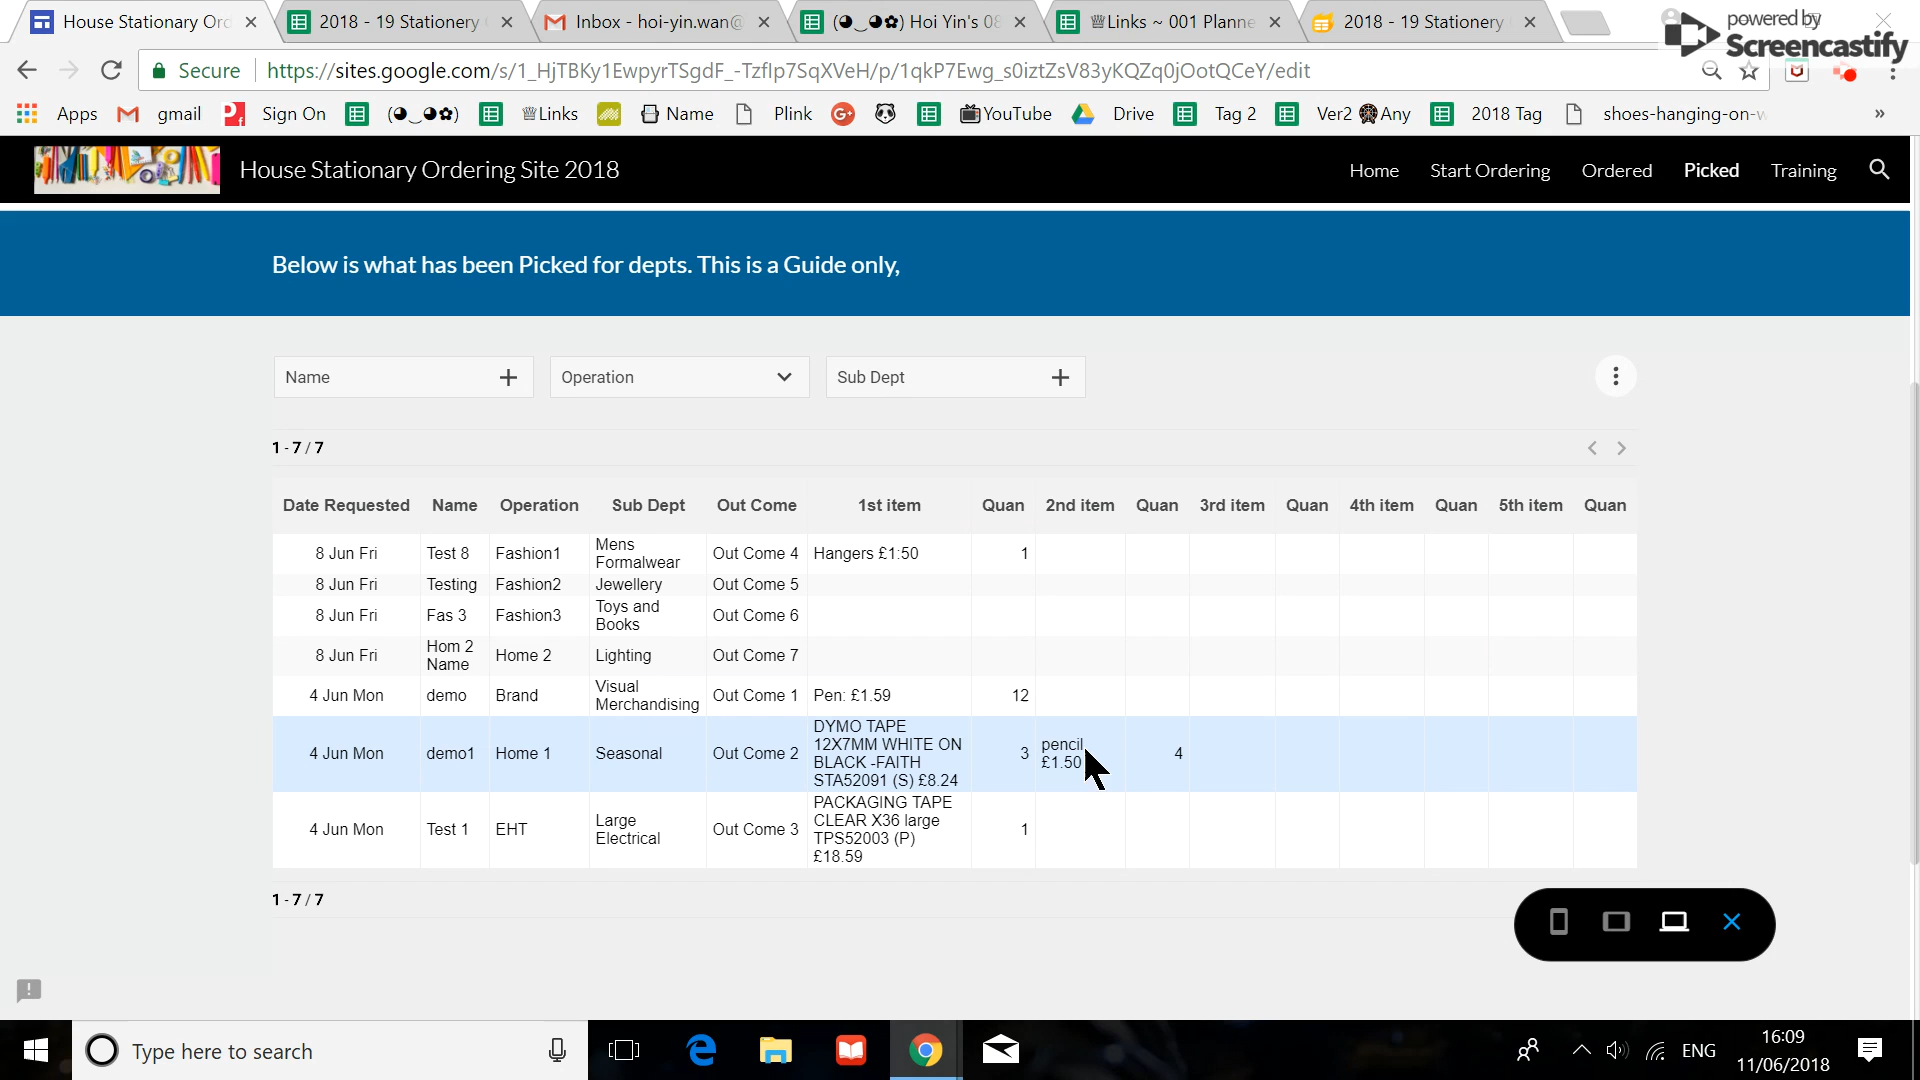 House Stationary Ord
2018 - 19 Stationery
Inbox - hoi-yin.wan@
(◕‿◕✿) Hoi Yin's 08
♕Links ~ 001 Planne
2018 - 19 Stationery
powered by
Screencastify
Secure
https://sites.google.com/s/1_HjTBKy1EwpyrTSgdF_-TzfIp7SqXVeH/p/1qkP7Ewg_s0iztZsV83yKQZq0jOotQCeY/edit
Apps
gmail
Sign On
(◕‿◕✿)
♕Links
Name
Plink
YouTube
Drive
Tag 2
Ver2 Any
2018 Tag
shoes-hanging-on-w
»
House Stationary Ordering Site 2018
Home
Start Ordering
Ordered
Picked
Training
Below is what has been Picked for depts. This is a Guide only,
Name
Operation
Sub Dept
1 - 7 / 7
Date Requested Name Operation Sub Dept Out Come 1st item Quan 2nd item Quan 3rd item Quan 4th item Quan 5th item Quan
8 Jun Fri Test 8 Fashion1 Mens
Formalwear Out Come 4 Hangers £1:50 1
8 Jun Fri Testing Fashion2 Jewellery Out Come 5
8 Jun Fri Fas 3 Fashion3 Toys and
Books Out Come 6
8 Jun Fri Hom 2
Name Home 2 Lighting Out Come 7
4 Jun Mon demo Brand Visual
Merchandising Out Come 1 Pen: £1.59 12
4 Jun Mon demo1 Home 1 Seasonal Out Come 2 DYMO TAPE
12X7MM WHITE ON
BLACK -FAITH
STA52091 (S) £8.24 3 pencil
£1.50 4
4 Jun Mon Test 1 EHT Large
Electrical Out Come 3 PACKAGING TAPE
CLEAR X36 large
TPS52003 (P)
£18.59 1
1 - 7 / 7
Type here to search
ENG
16:09
11/06/2018